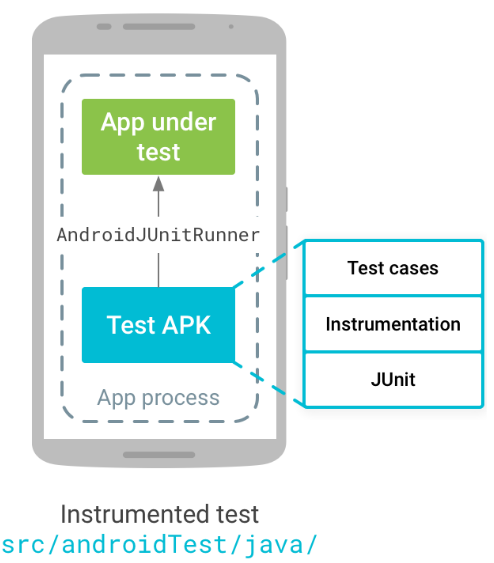 App under
test
AndroidJUnitRunner
Test APK
App process
Test cases
Instrumentation
JUnit
Instrumented test
src/androidTest/java/